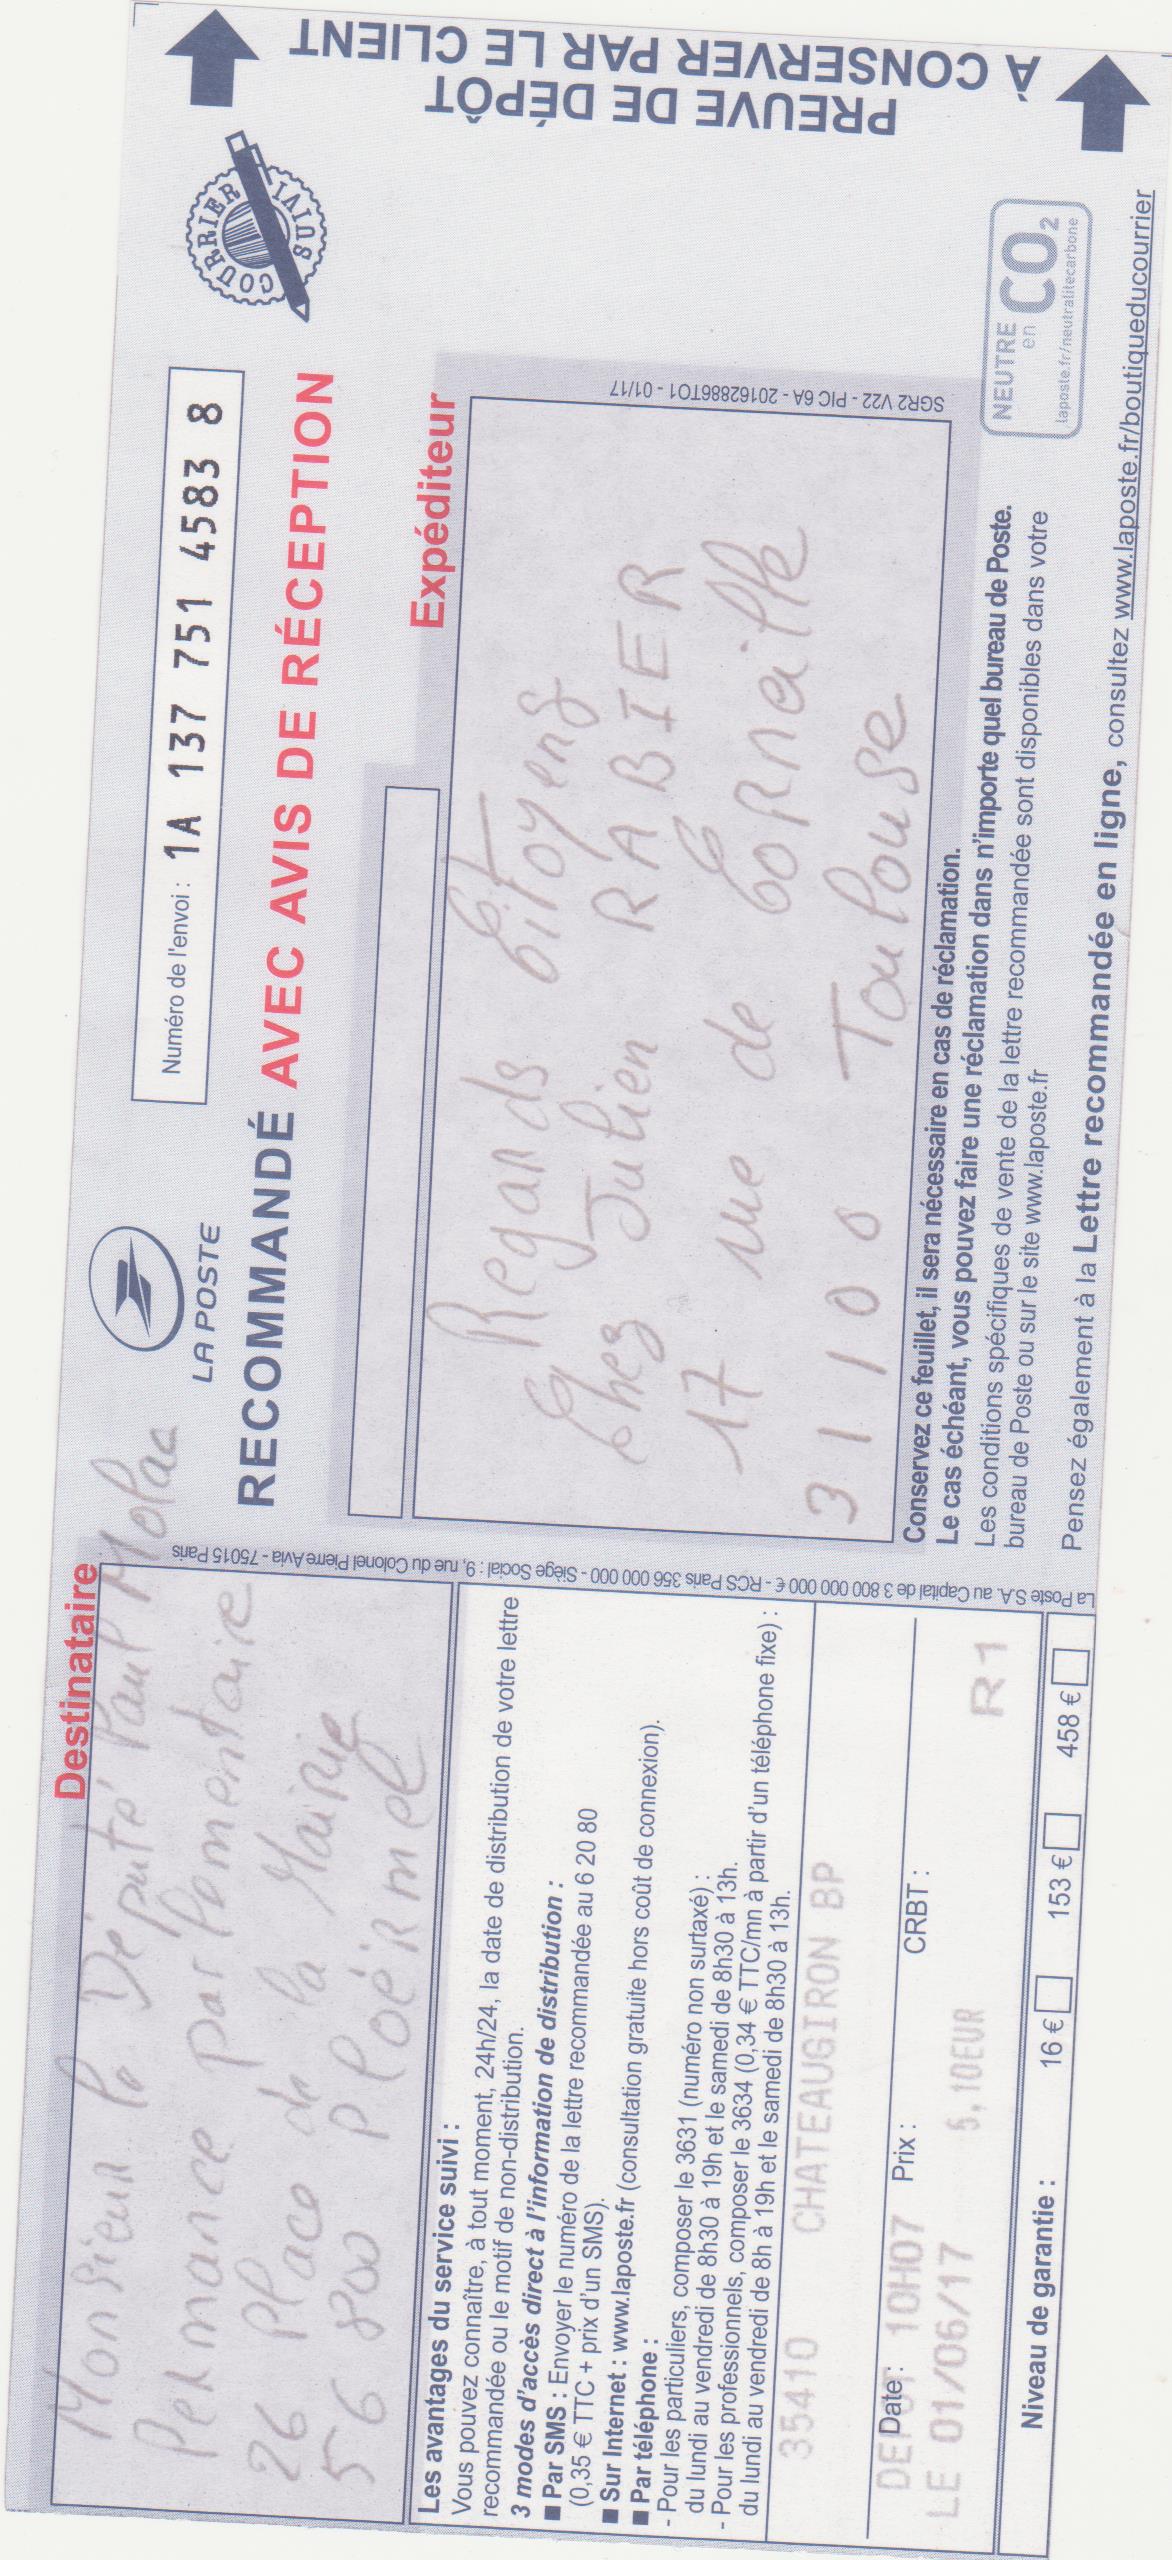 Destinataire
Monsieur le Député Paul Molac
Permanence parlementaire
26 place de la Mairie
56 800 Ploërmel
Les avantages du service suivi :
Vous pouvez connaître, à tout moment, 24h/24, la date de distribution de votre lettre
recommandée ou le motif de non-distribution.
3 modes d'accès direct à l'information de distribution :
■ Par SMS : Envoyer le numéro de la lettre recommandée au 6 20 80
(0,35 € TTC + prix d'un SMS).
■ Sur Internet : www.laposte.fr (consultation gratuite hors coût de connexion).
■ Par téléphone :
- Pour les particuliers, composer le 3631 (numéro non surtaxé) :
du lundi au vendredi de 8h30 à 19h et le samedi de 8h30 à 13h.
- Pour les professionnels, composer le 3634 (0,34 € TTC/mn à partir d'un téléphone fixe) :
du lundi au vendredi de 8h à 19h et le samedi de 8h30 à 13h.
35410 CHATEAUGIRON BP
Date : Prix : CRBT :
DEPOT 10H07
LE 01/06/17 5,10EUR R1
Niveau de garantie : 16 € 153 € 458 €
La Poste S.A. au Capital de 3 800 000 000 € - RCS Paris 356 000 000 - Siège Social : 9, rue du Colonel Pierre Avia - 75015 Paris
LA POSTE
Numéro de l'envoi : 1A 137 751 4583 8
RECOMMANDÉ AVEC AVIS DE RÉCEPTION
COURRIER SUIVI
Expéditeur
Regards Citoyens
Chez Julien RABIER
17 rue de Corneille
31100 Toulouse
SGR2 V22 - PIC 6A - 20162886TO1 - 01/17
Conservez ce feuillet, il sera nécessaire en cas de réclamation.
Le cas échéant, vous pouvez faire une réclamation dans n'importe quel bureau de Poste.
Les conditions spécifiques de vente de la lettre recommandée sont disponibles dans votre
bureau de Poste ou sur le site www.laposte.fr
Pensez également à la Lettre recommandée en ligne, consultez www.laposte.fr/boutiqueducourrier
NEUTRE
en CO2
laposte.fr/neutralitecarbone
PREUVE DE DÉPÔT
À CONSERVER PAR LE CLIENT